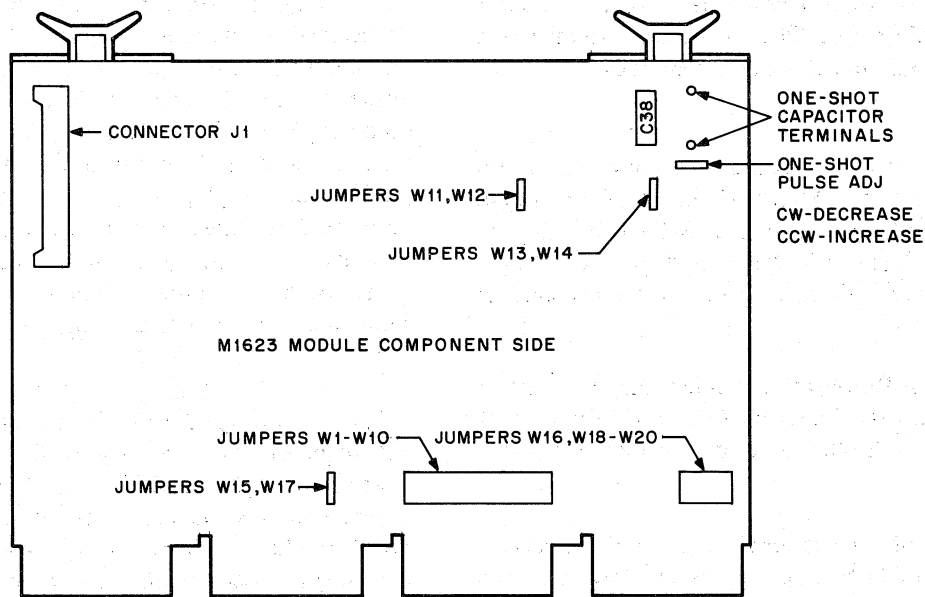 CONNECTOR J1
C38
ONE-SHOT
CAPACITOR
TERMINALS
ONE-SHOT
PULSE ADJ
CW-DECREASE
CCW-INCREASE
JUMPERS W11,W12
JUMPERS W13,W14
M1623 MODULE COMPONENT SIDE
JUMPERS W1-W10
JUMPERS W16,W18-W20
JUMPERS W15,W17